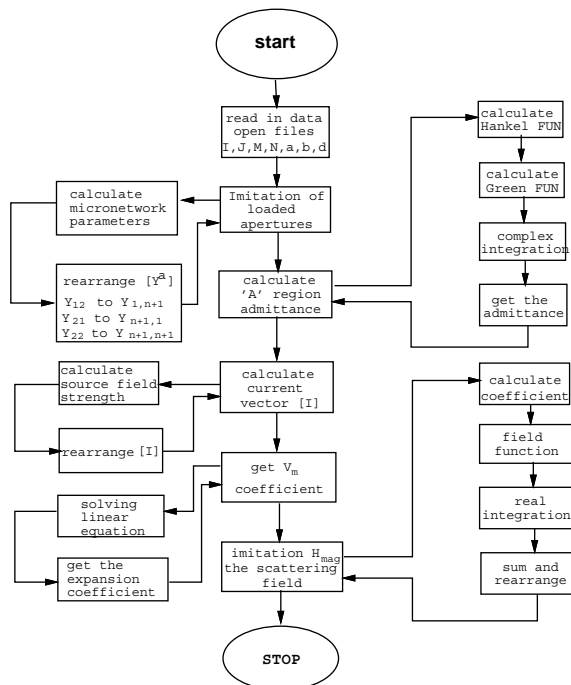 start
read in data
open files
I,J,M,N,a,b,d
Imitation of
loaded
apertures
calculate
micronetwork
parameters
rearrange [Yᵃ]
Y₁₂ to Y₁,ₙ₊₁
Y₂₁ to Yₙ₊₁,₁
Y₂₂ to Yₙ₊₁,ₙ₊₁
calculate
'A' region
admittance
calculate
Hankel FUN
calculate
Green FUN
complex
integration
get the
admittance
calculate
current
vector [I]
calculate
source field
strength
rearrange [I]
get Vₘ
coefficient
solving
linear
equation
get the
expansion
coefficient
imitation H_mag
the scattering
field
calculate
coefficient
field
function
real
integration
sum and
rearrange
STOP